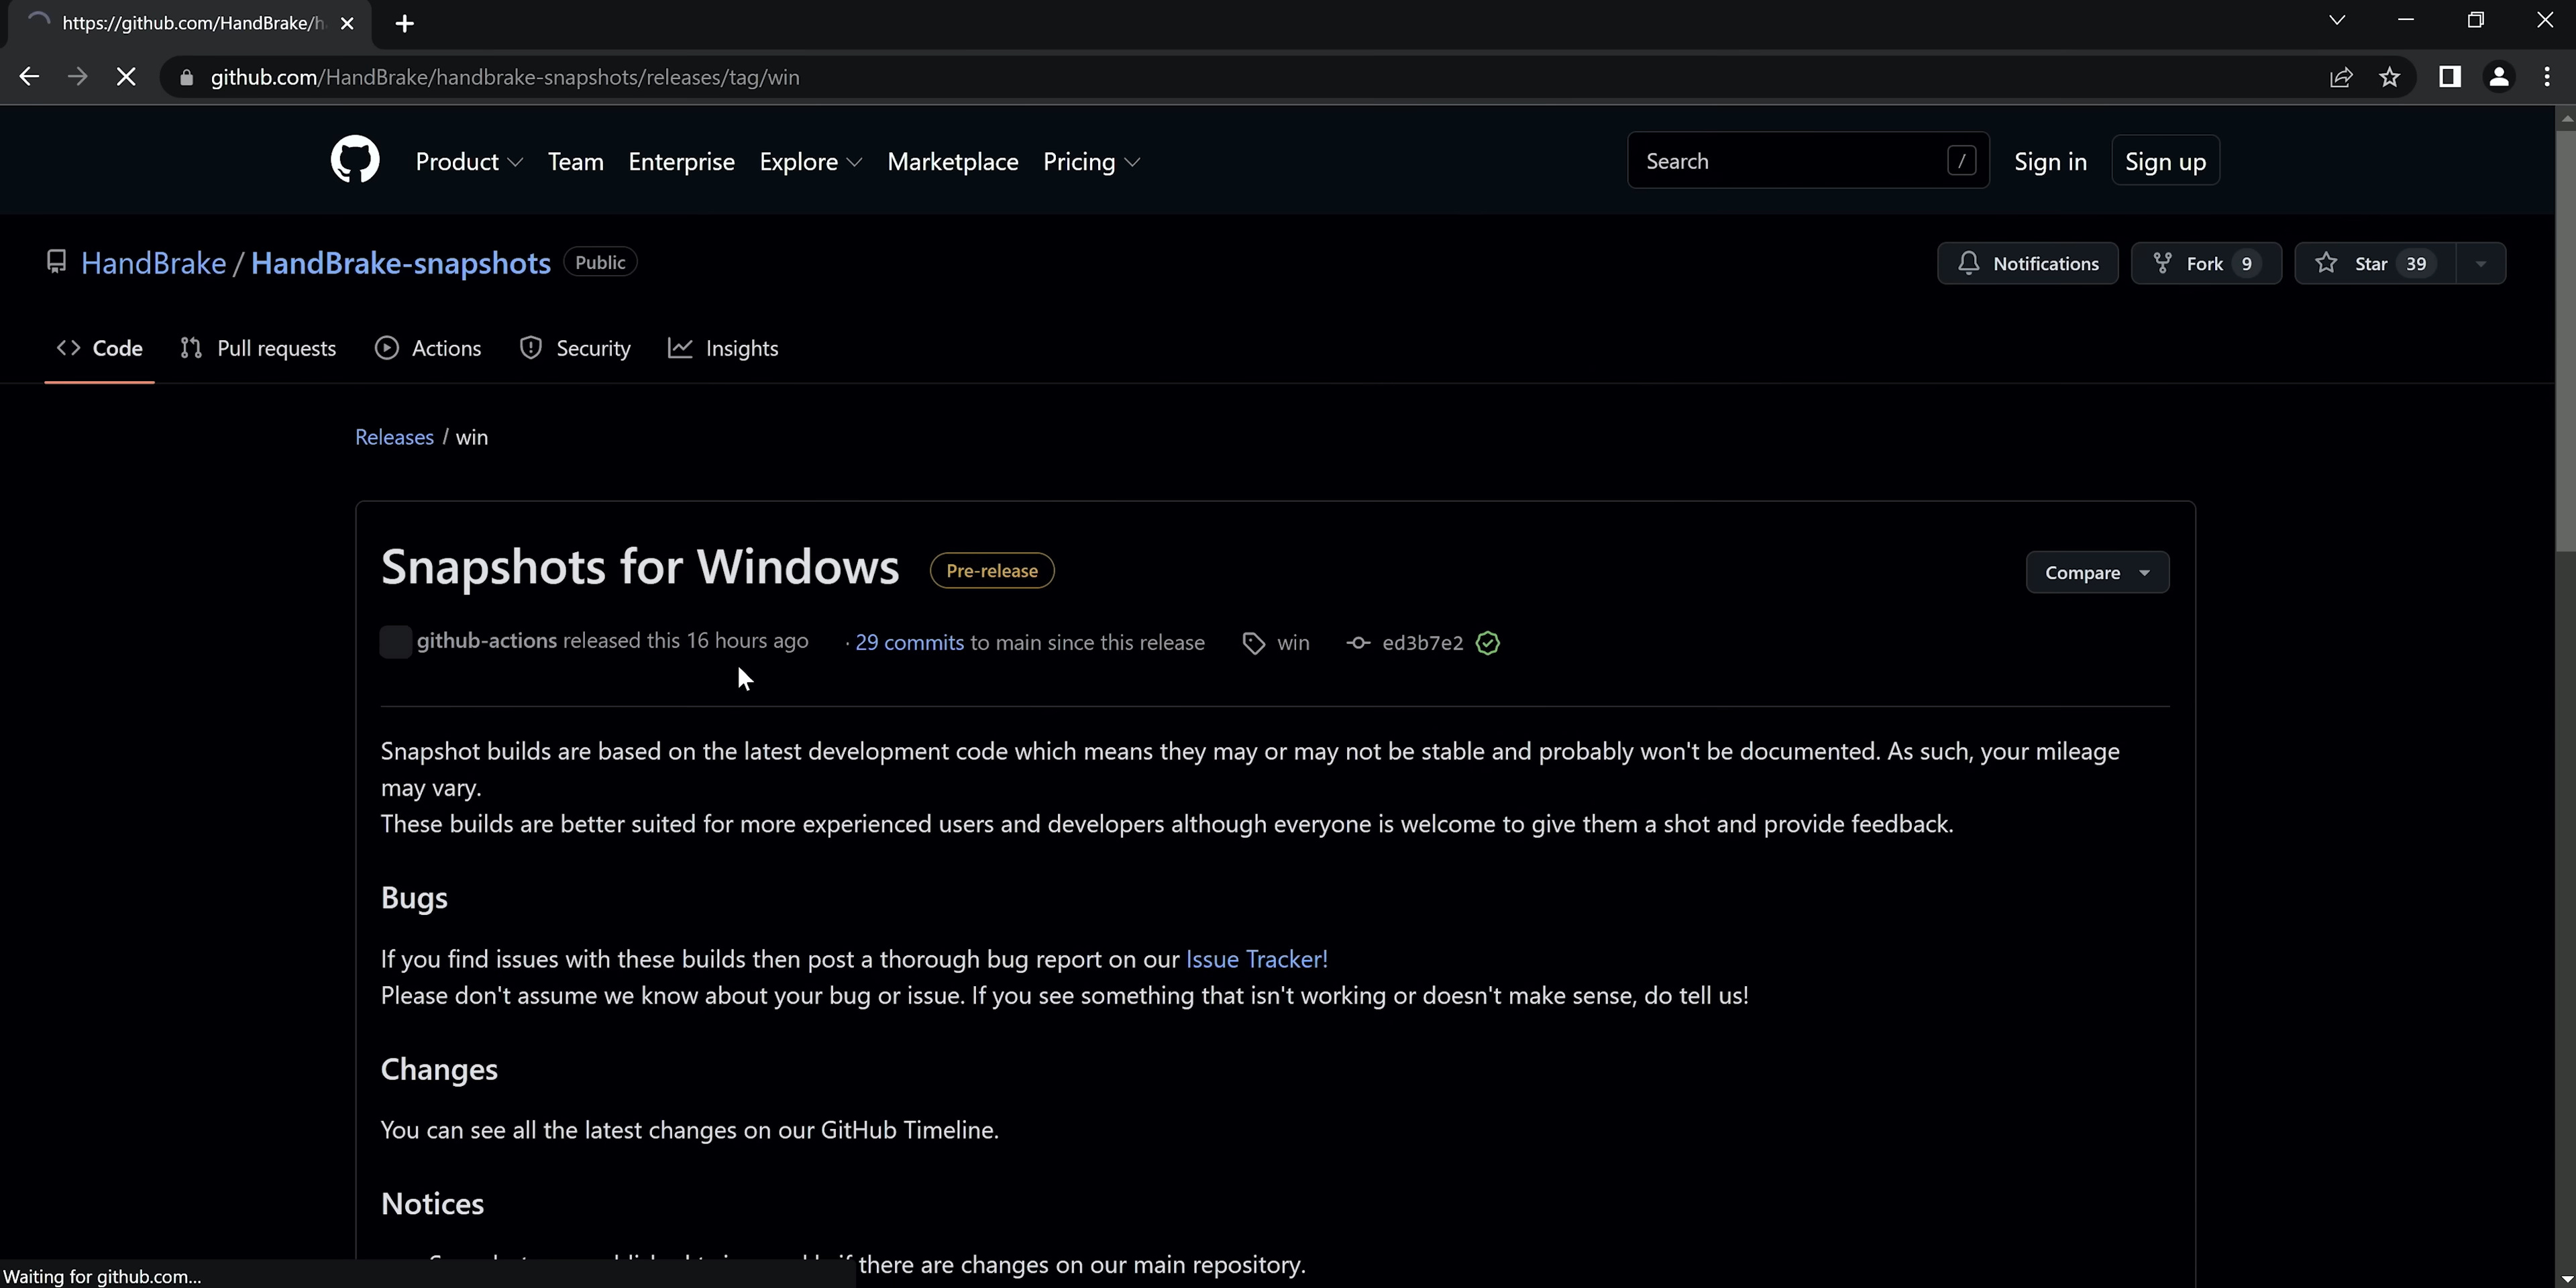 https://github.com/HandBrake/h
github.com/HandBrake/handbrake-snapshots/releases/tag/win
Product Team Enterprise Explore Marketplace Pricing Search / Sign in Sign up
HandBrake / HandBrake-snapshots Public Notifications Fork 9 Star 39
Code Pull requests Actions Security Insights
Releases / win
Snapshots for Windows Pre-release Compare
github-actions released this 16 hours ago · 29 commits to main since this release win ed3b7e2
Snapshot builds are based on the latest development code which means they may or may not be stable and probably won't be documented. As such, your mileage
may vary.
These builds are better suited for more experienced users and developers although everyone is welcome to give them a shot and provide feedback.
Bugs
If you find issues with these builds then post a thorough bug report on our Issue Tracker!
Please don't assume we know about your bug or issue. If you see something that isn't working or doesn't make sense, do tell us!
Changes
You can see all the latest changes on our GitHub Timeline.
Notices
there are changes on our main repository.
Waiting for github.com...